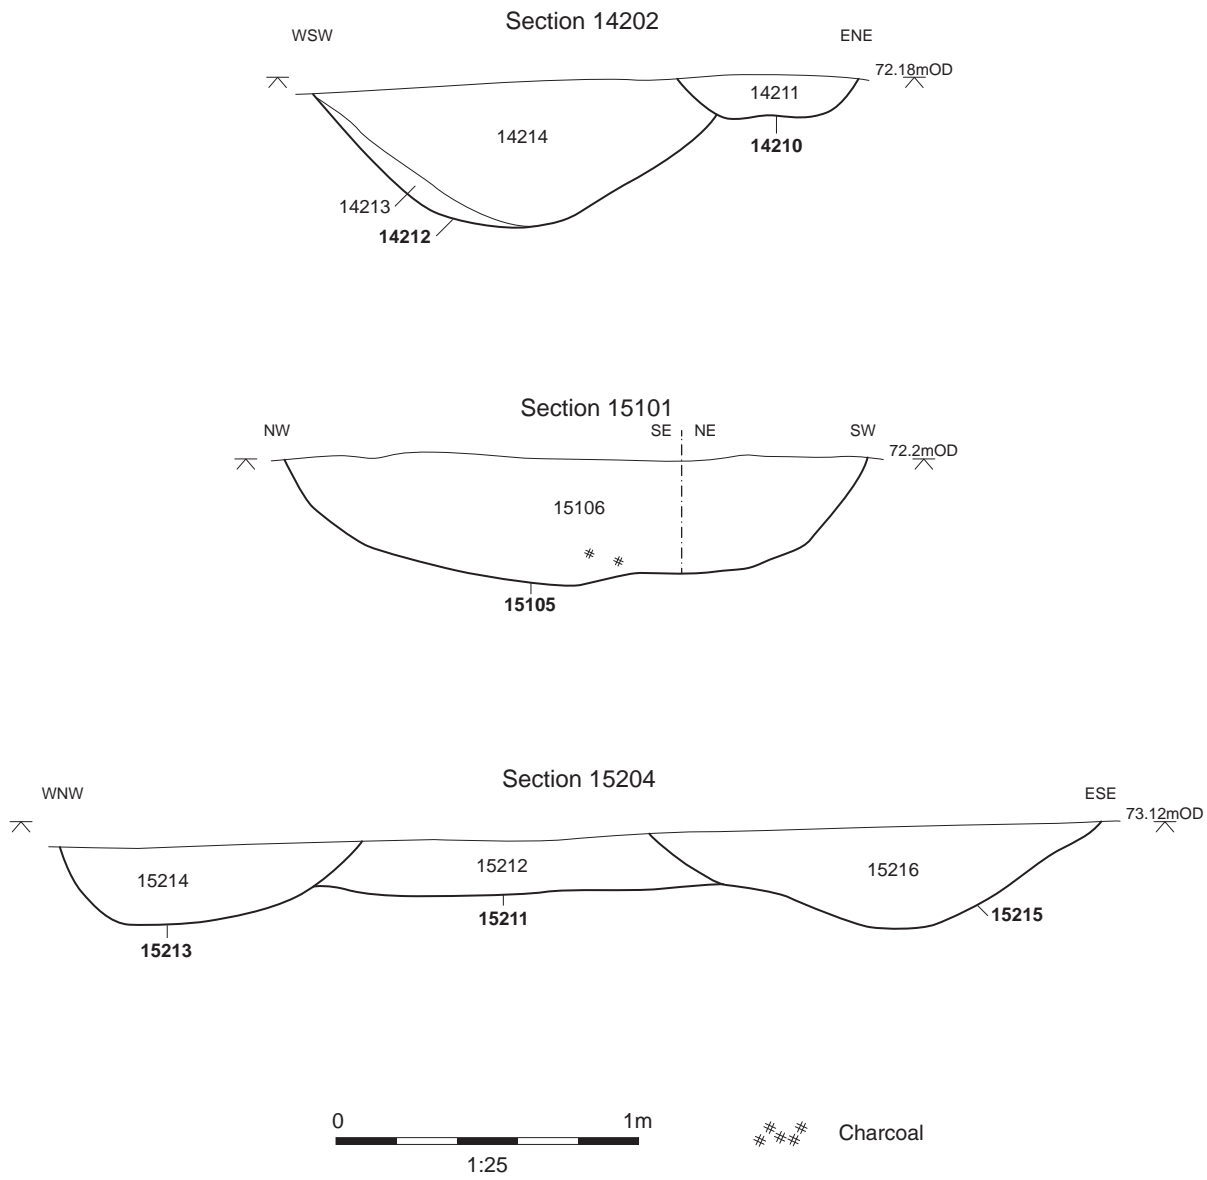 Section 14202
WSW ENE
72.18mOD
14211
14214
14210
14213
14212
Section 15101
NW SE NE SW
72.2mOD
15106
15105
Section 15204
WNW ESE
73.12mOD
15212
15216
15214
15211 15215
15213
0 1m
Charcoal
1:25